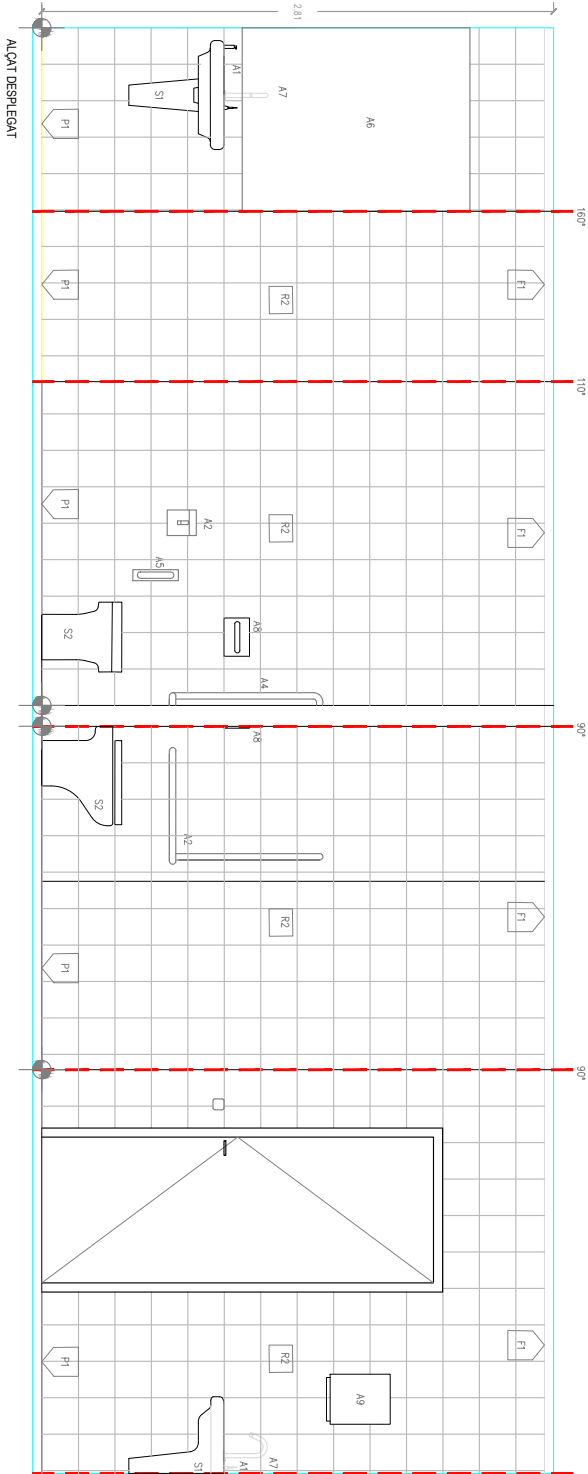 2.81
A1
A7
S1
A6
P1
160°
P1
R2
F1
110°
P1
A2
R2
F1
A5
S2
A8
A4
90°
A8
S2
A2
R2
F1
P1
90°
F1
R2
P1
A9
A7
A1
S1
ALÇAT DESPLEGAT